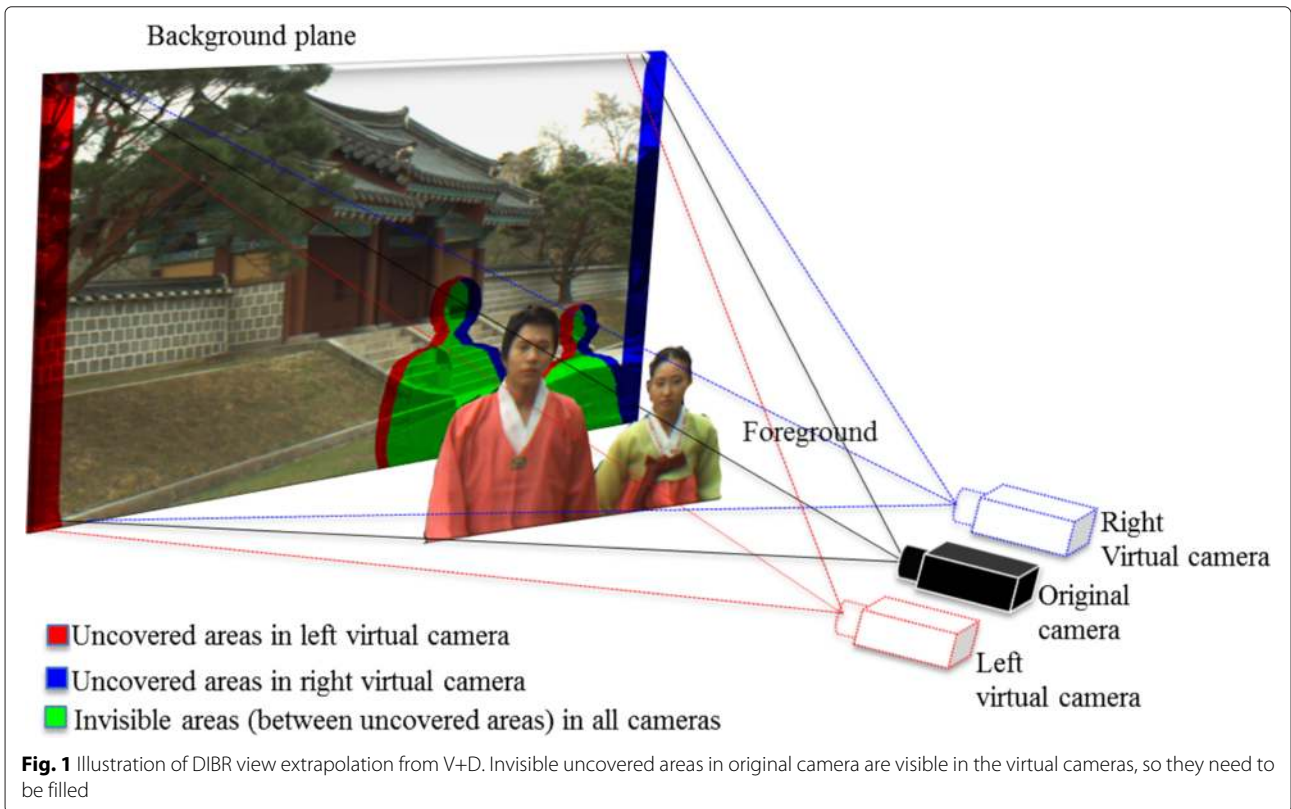 Background plane
Foreground
Right
Virtual camera
Original
camera
Left
virtual camera
Uncovered areas in left virtual camera
Uncovered areas in right virtual camera
Invisible areas (between uncovered areas) in all cameras
Fig. 1 Illustration of DIBR view extrapolation from V+D. Invisible uncovered areas in original camera are visible in the virtual cameras, so they need to
be filled